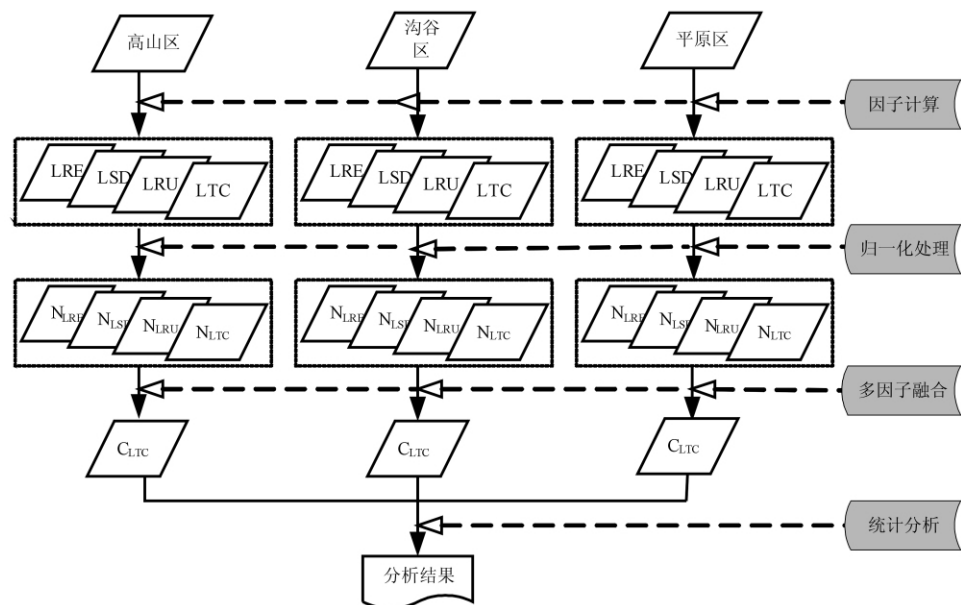 高山区
沟谷
区
平原区
因子计算
LRE LSD LRU LTC
LRE LSD LRU LTC
LRE LSD LRU LTC
归一化处理
NLRE NLSD NLRU NLTC
NLRE NLSD NLRU NLTC
NLRE NLSD NLRU NLTC
多因子融合
CLTC
CLTC
CLTC
统计分析
分析结果